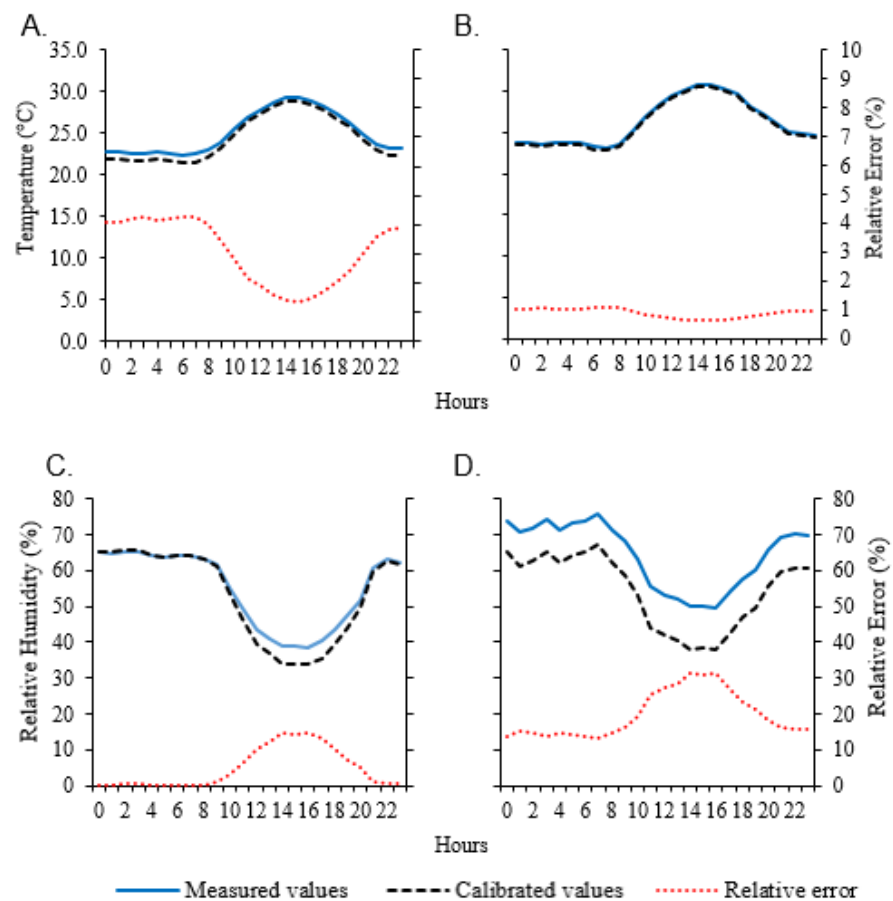 A.
B.
35.0
30.0
25.0
20.0
15.0
10.0
5.0
0.0
Temperature (°C)
0 2 4 6 8 10 12 14 16 18 20 22
10
9
8
7
6
5
4
3
2
1
0
Relative Error (%)
0 2 4 6 8 10 12 14 16 18 20 22
Hours
C.
D.
80
70
60
50
40
30
20
10
0
Relative Humidity (%)
0 2 4 6 8 10 12 14 16 18 20 22
80
70
60
50
40
30
20
10
0
Relative Error (%)
0 2 4 6 8 10 12 14 16 18 20 22
Hours
Measured values Calibrated values Relative error